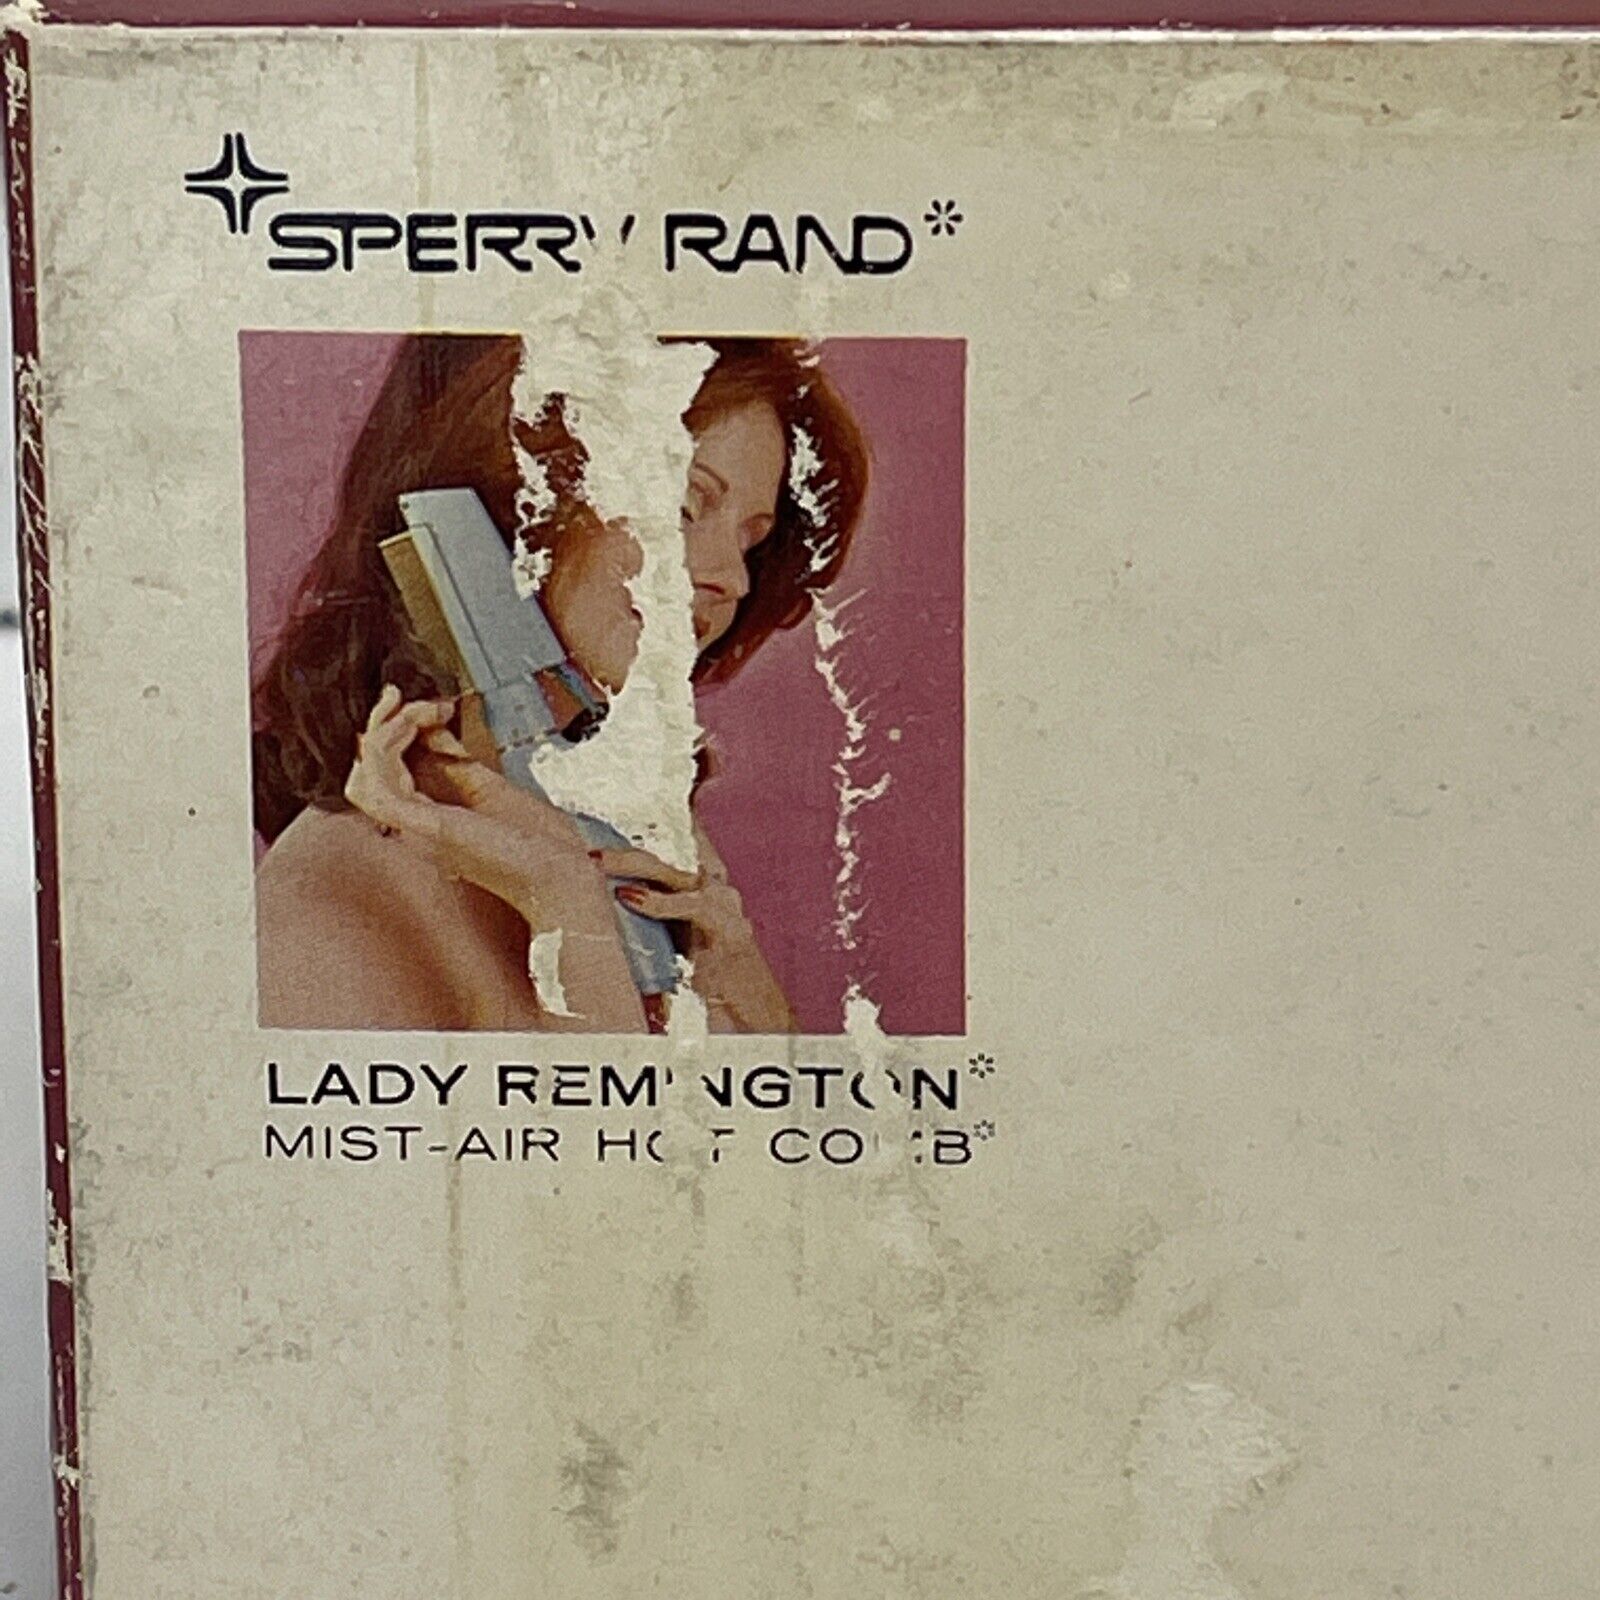 SPERRY RAND*
LADY REMINGTON*
MIST-AIR HOT COMB*